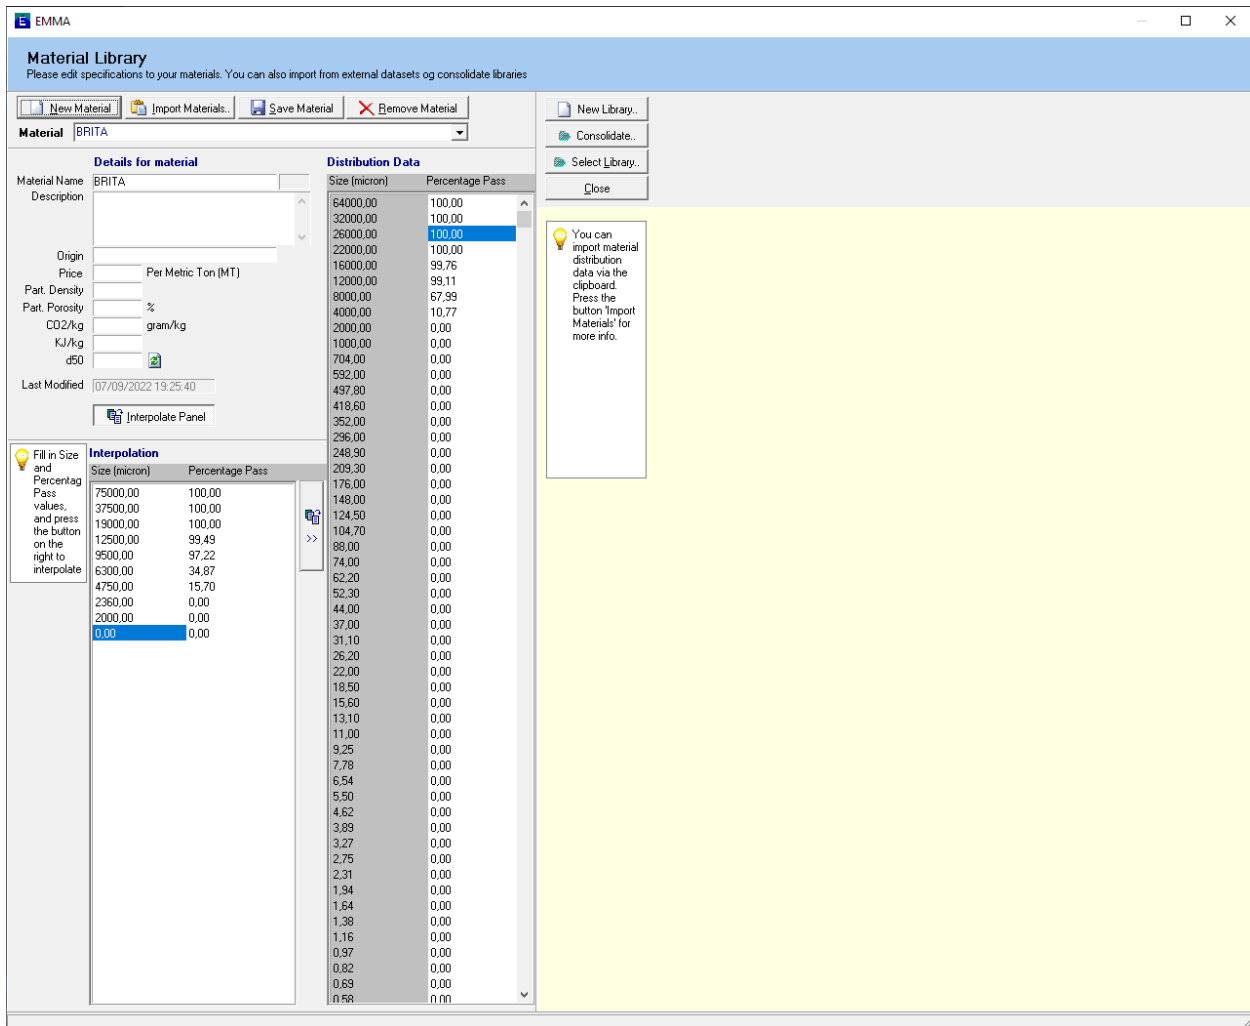 EMMA
Material Library
Please edit specifications to your materials. You can also import from external datasets og consolidate libraries
New Material Import Materials.. Save Material Remove Material
Material BRITA
New Library..
Consolidate..
Select Library..
Close
Details for material
Material Name BRITA
Description
Origin
Price Per Metric Ton (MT)
Part. Density
Part. Porosity %
CO2/kg gram/kg
KJ/kg
d50
Last Modified 07/09/2022 19:25:40
Interpolate Panel
Fill in Size
and
Percentag
Pass
values,
and press
the button
on the
right to
interpolate
Interpolation
Size (micron) Percentage Pass
75000,00 100,00
37500,00 100,00
19000,00 100,00
12500,00 99,49
9500,00 97,22
6300,00 34,87
4750,00 15,70
2360,00 0,00
2000,00 0,00
0,00 0,00
>>
Distribution Data
Size (micron) Percentage Pass
64000,00 100,00
32000,00 100,00
26000,00 100,00
22000,00 100,00
16000,00 99,76
12000,00 99,11
8000,00 67,99
4000,00 10,77
2000,00 0,00
1000,00 0,00
704,00 0,00
592,00 0,00
497,80 0,00
418,60 0,00
352,00 0,00
296,00 0,00
248,90 0,00
209,30 0,00
176,00 0,00
148,00 0,00
124,50 0,00
104,70 0,00
88,00 0,00
74,00 0,00
62,20 0,00
52,30 0,00
44,00 0,00
37,00 0,00
31,10 0,00
26,20 0,00
22,00 0,00
18,50 0,00
15,60 0,00
13,10 0,00
11,00 0,00
9,25 0,00
7,78 0,00
6,54 0,00
5,50 0,00
4,62 0,00
3,89 0,00
3,27 0,00
2,75 0,00
2,31 0,00
1,94 0,00
1,64 0,00
1,38 0,00
1,16 0,00
0,97 0,00
0,82 0,00
0,69 0,00
0,58 0,00
You can
import material
distribution
data via the
clipboard.
Press the
button 'Import
Materials' for
more info.